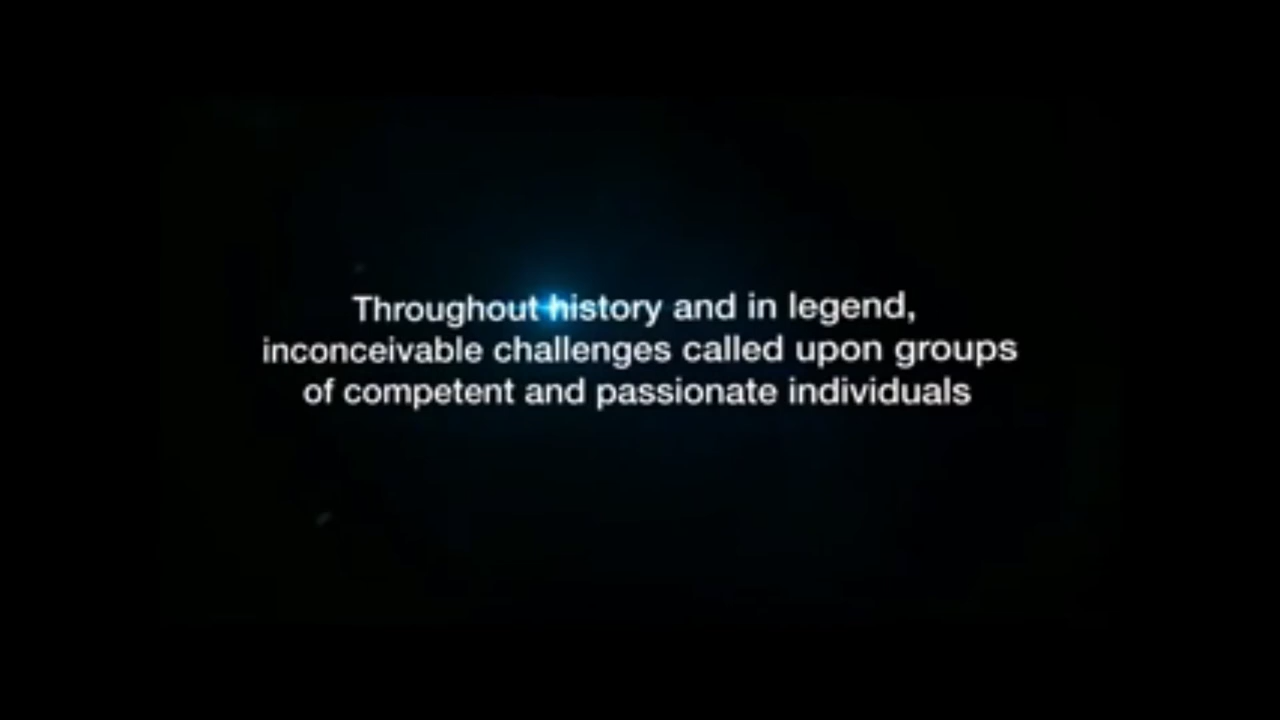 Throughout history and in legend,
inconceivable challenges called upon groups
of competent and passionate individuals